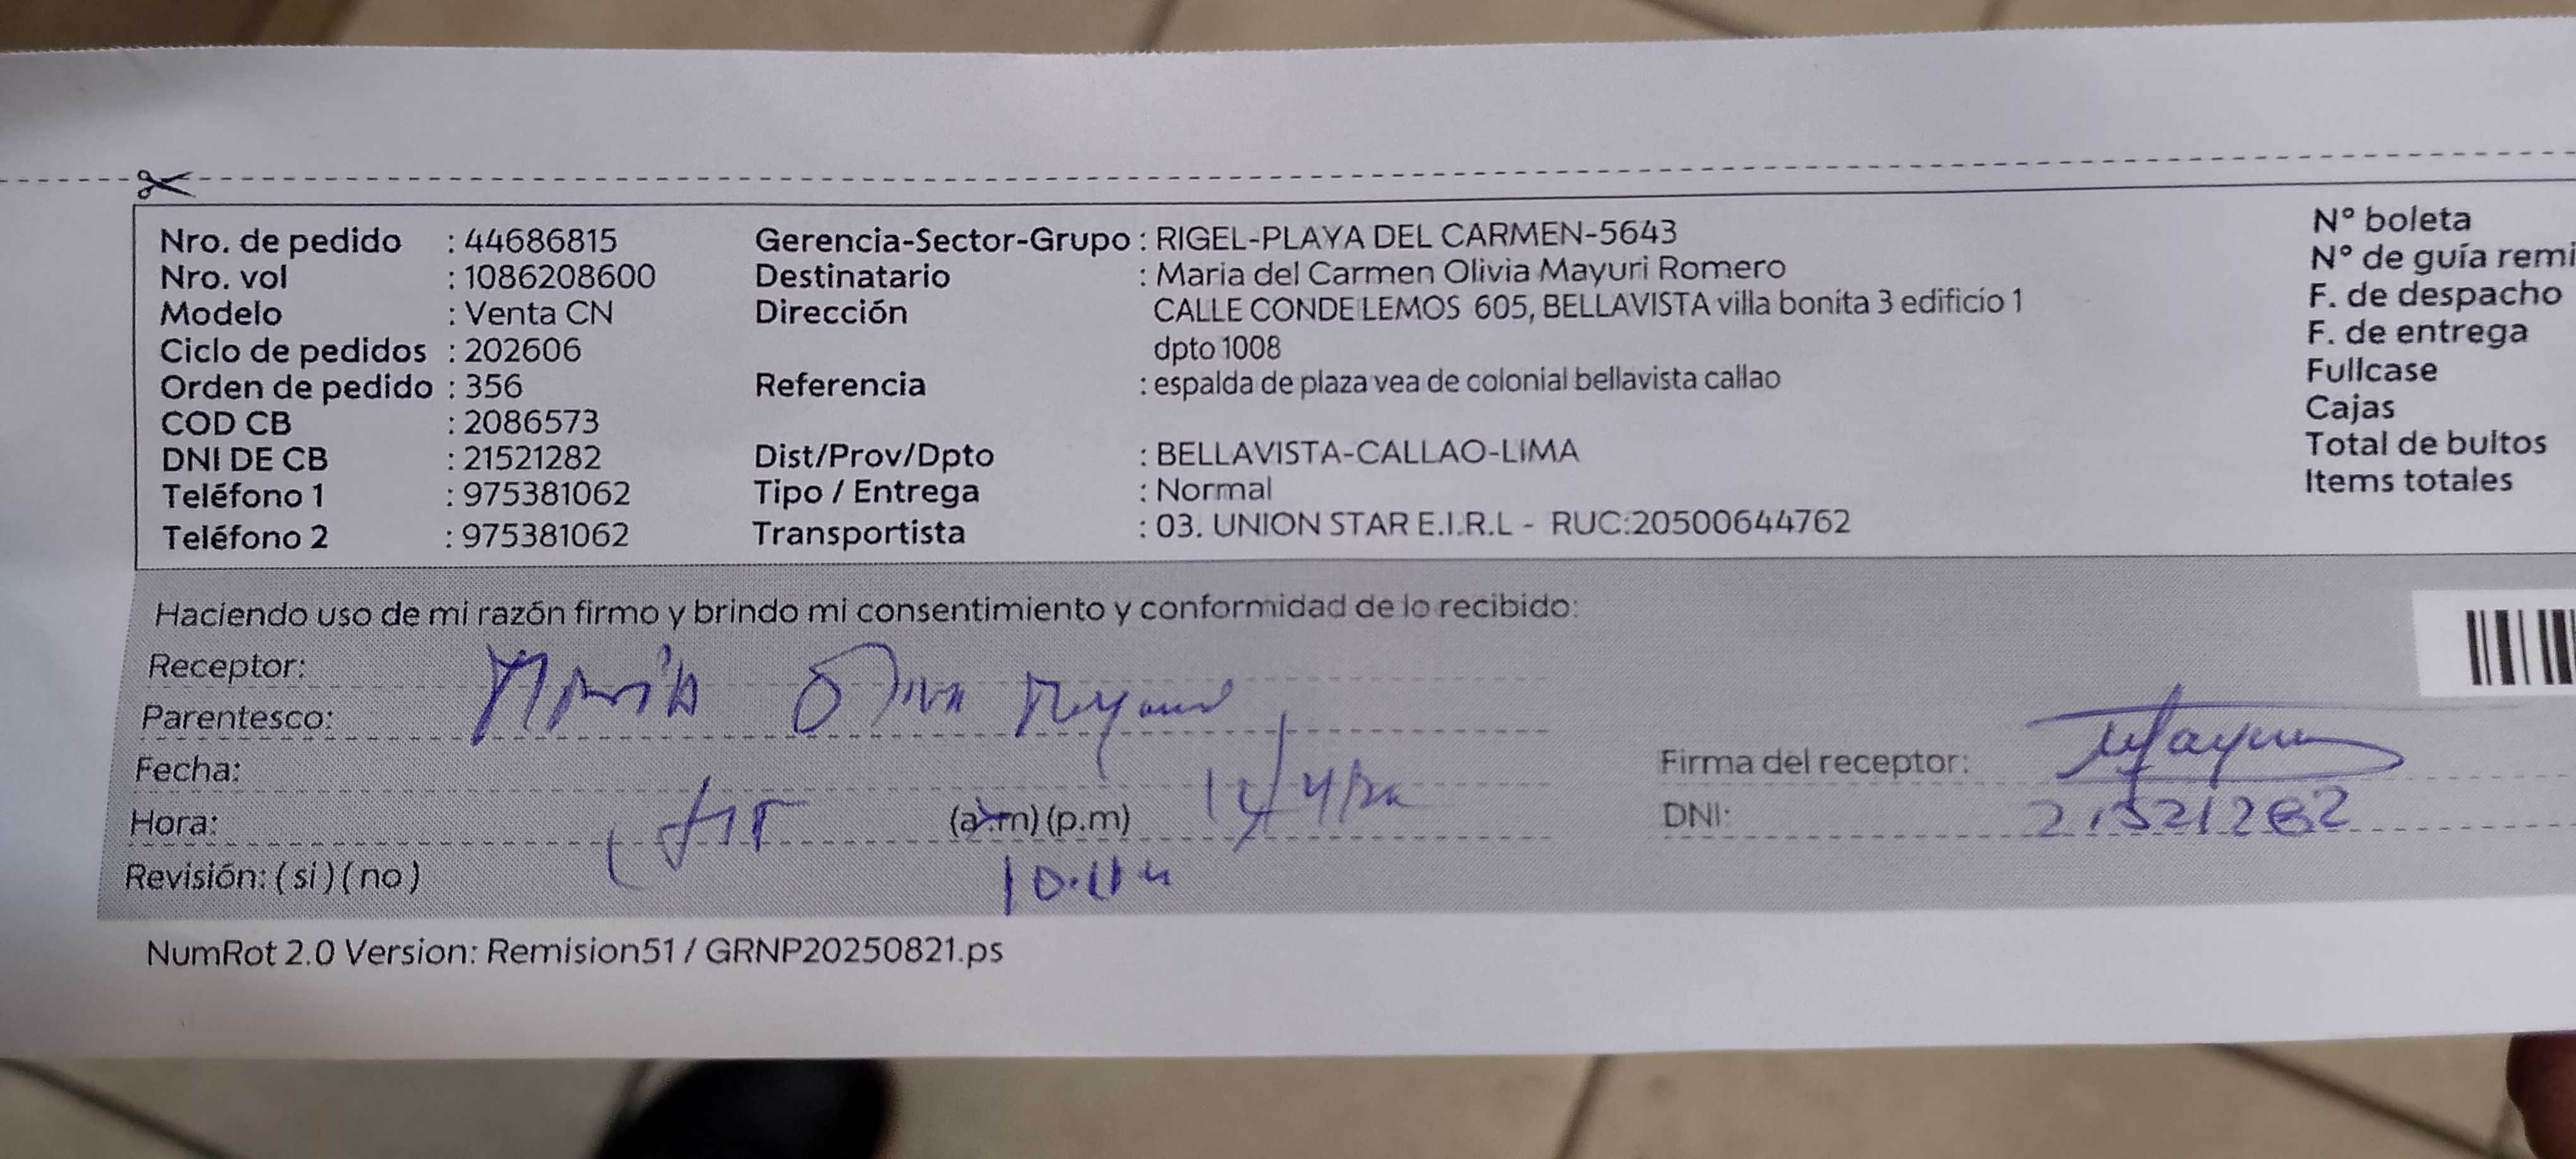 Nro. de pedido : 44686815 Gerencia-Sector-Grupo : RIGEL-PLAYA DEL CARMEN-5643 N° boleta
Nro. vol : 1086208600 Destinatario : Maria del Carmen Olivia Mayuri Romero N° de guía remi
Modelo : Venta CN Dirección CALLE CONDE LEMOS 605, BELLAVISTA villa bonita 3 edificio 1 F. de despacho
Ciclo de pedidos : 202606 dpto 1008 F. de entrega
Orden de pedido : 356 Referencia : espalda de plaza vea de colonial bellavista callao Fullcase
COD CB : 2086573 Cajas
DNI DE CB : 21521282 Dist/Prov/Dpto : BELLAVISTA-CALLAO-LIMA Total de bultos
Teléfono 1 : 975381062 Tipo / Entrega : Normal Items totales
Teléfono 2 : 975381062 Transportista : 03. UNION STAR E.I.R.L - RUC:20500644762
Haciendo uso de mi razón firmo y brindo mi consentimiento y conformidad de lo recibido:
Receptor: Maria
Parentesco:
Fecha: Firma del receptor:
Hora: (a.m) (p.m) DNI: 21521282
Revisión: ( si ) ( no )
NumRot 2.0 Version: Remision51 / GRNP20250821.ps